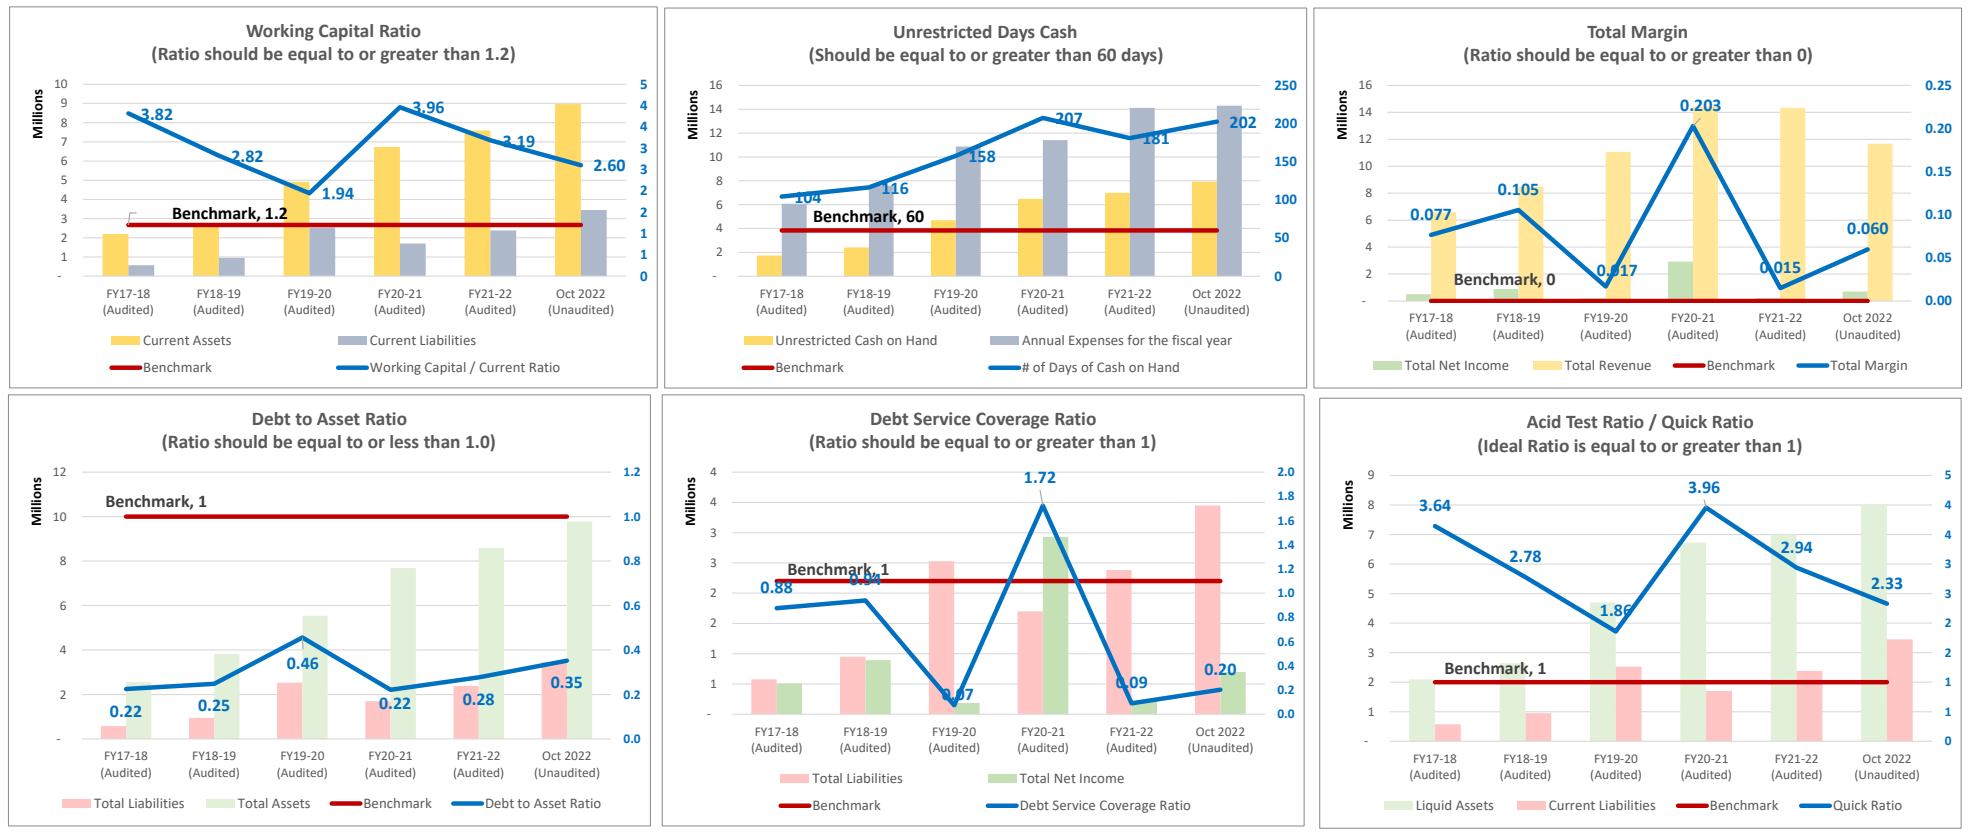 Working Capital Ratio
(Ratio should be equal to or greater than 1.2)
Millions
10
9
8
7
6
5
4
3
2
1
-
5
4
4
3
3
2
2
1
1
0
3.82
2.82
1.94
3.96
3.19
2.60
Benchmark, 1.2
FY17-18 (Audited)
FY18-19 (Audited)
FY19-20 (Audited)
FY20-21 (Audited)
FY21-22 (Audited)
Oct 2022 (Unaudited)
Current Assets
Current Liabilities
Benchmark
Working Capital / Current Ratio
Unrestricted Days Cash
(Should be equal to or greater than 60 days)
Millions
16
14
12
10
8
6
4
2
-
250
200
150
100
50
0
104
116
158
207
181
202
Benchmark, 60
FY17-18 (Audited)
FY18-19 (Audited)
FY19-20 (Audited)
FY20-21 (Audited)
FY21-22 (Audited)
Oct 2022 (Unaudited)
Unrestricted Cash on Hand
Annual Expenses for the fiscal year
Benchmark
# of Days of Cash on Hand
Total Margin
(Ratio should be equal to or greater than 0)
Millions
16
14
12
10
8
6
4
2
-
0.25
0.20
0.15
0.10
0.05
0.00
0.077
0.105
0.017
0.203
0.015
0.060
Benchmark, 0
FY17-18 (Audited)
FY18-19 (Audited)
FY19-20 (Audited)
FY20-21 (Audited)
FY21-22 (Audited)
Oct 2022 (Unaudited)
Total Net Income
Total Revenue
Benchmark
Total Margin
Debt to Asset Ratio
(Ratio should be equal to or less than 1.0)
Millions
12
10
8
6
4
2
-
1.2
1.0
0.8
0.6
0.4
0.2
0.0
Benchmark, 1
0.22
0.25
0.46
0.22
0.28
0.35
FY17-18 (Audited)
FY18-19 (Audited)
FY19-20 (Audited)
FY20-21 (Audited)
FY21-22 (Audited)
Oct 2022 (Unaudited)
Total Liabilities
Total Assets
Benchmark
Debt to Asset Ratio
Debt Service Coverage Ratio
(Ratio should be equal to or greater than 1)
Millions
4
4
3
3
2
2
1
1
-
2.0
1.8
1.6
1.4
1.2
1.0
0.8
0.6
0.4
0.2
0.0
Benchmark, 1
0.88
0.94
0.07
1.72
0.09
0.20
FY17-18 (Audited)
FY18-19 (Audited)
FY19-20 (Audited)
FY20-21 (Audited)
FY21-22 (Audited)
Oct 2022 (Unaudited)
Total Liabilities
Total Net Income
Benchmark
Debt Service Coverage Ratio
Acid Test Ratio / Quick Ratio
(Ideal Ratio is equal to or greater than 1)
Millions
9
8
7
6
5
4
3
2
1
-
5
4
4
3
3
2
2
1
1
0
3.64
2.78
1.86
3.96
2.94
2.33
Benchmark, 1
FY17-18 (Audited)
FY18-19 (Audited)
FY19-20 (Audited)
FY20-21 (Audited)
FY21-22 (Audited)
Oct 2022 (Unaudited)
Liquid Assets
Current Liabilities
Benchmark
Quick Ratio